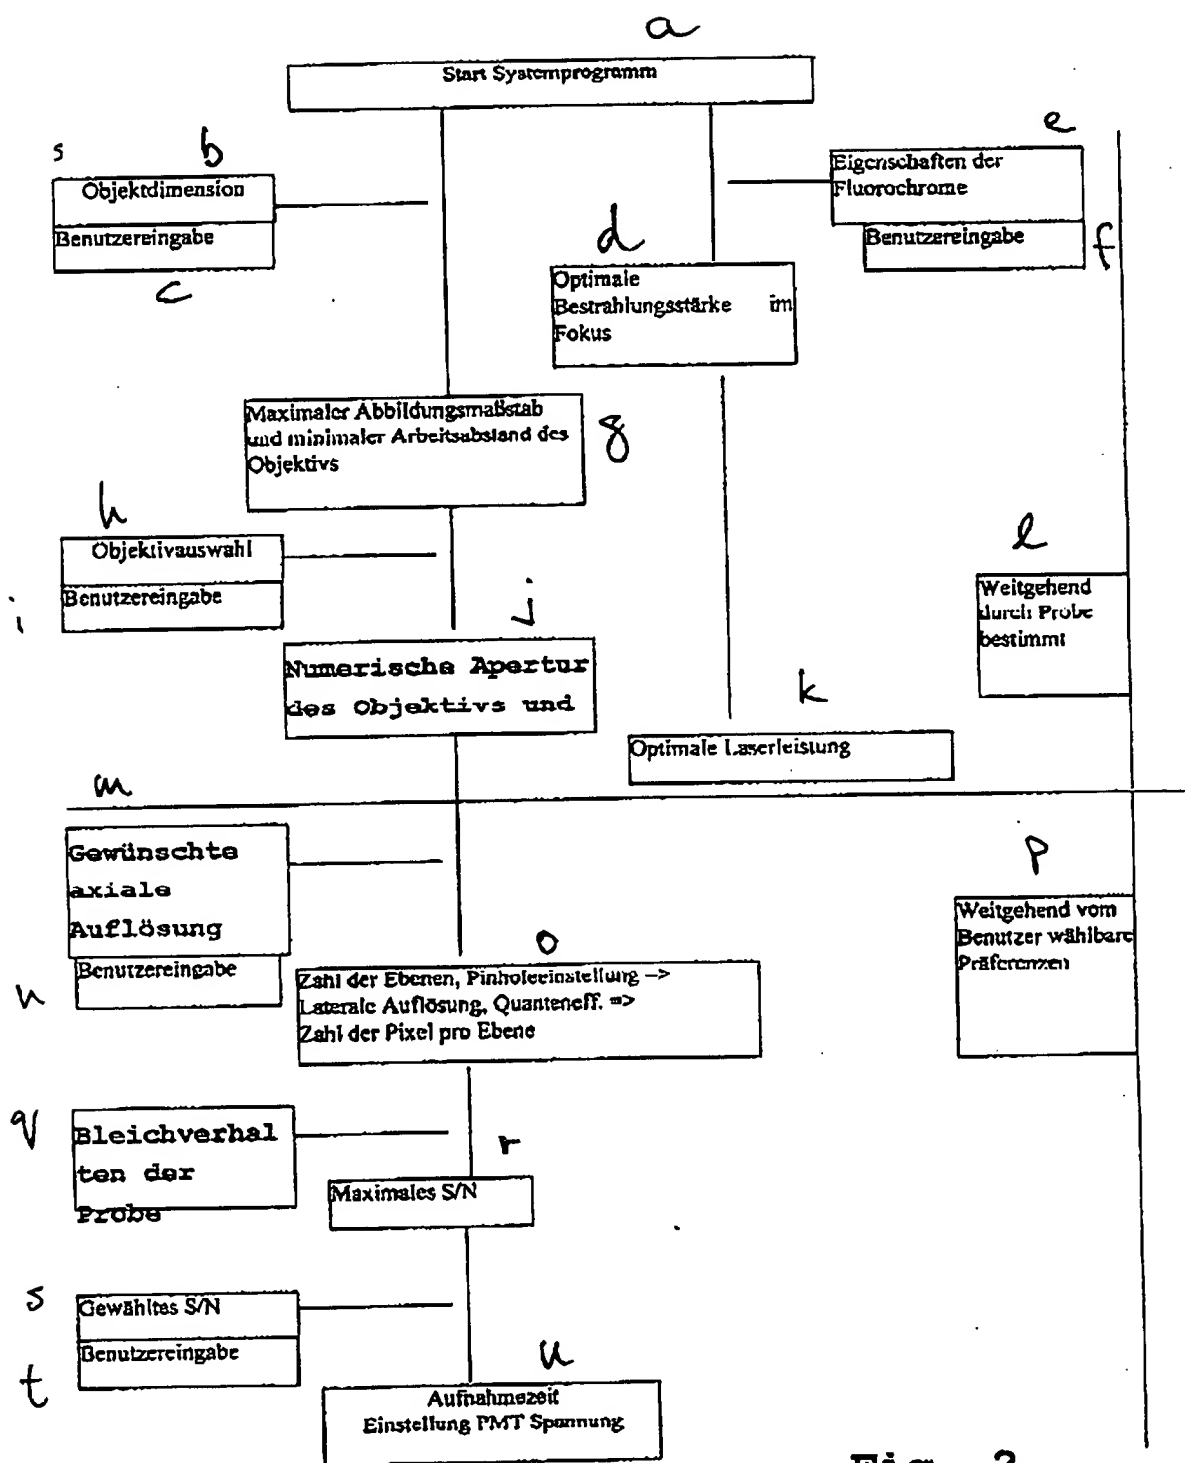 a
Start Systemprogramm
e
s
b
Objektdimension
Benutzereingabe
c
Eigenschaften der
Fluorochrome
Benutzereingabe
f
d
Optimale
Bestrahlungsstärke im
Fokus
Maximaler Abbildungsmaßstab
und minimaler Arbeitsabstand des
Objektivs
g
h
Objektivauswahl
Benutzereingabe
i
j
Numerische Apertur
des Objektivs und
l
Weitgehend
durch Probe
bestimmt
k
Optimale Laserleistung
m
Gewünschte
axiale
Auflösung
Benutzereingabe
n
o
Zahl der Ebenen, Pinholeeinstellung –>
Laterale Auflösung, Quanteneff. =>
Zahl der Pixel pro Ebene
p
Weitgehend vom
Benutzer wählbare
Präferenzen
q
Bleichverhal
ten der
Probe
r
Maximales S/N
s
Gewähltes S/N
Benutzereingabe
t
u
Aufnahmezeit
Einstellung PMT Spannung